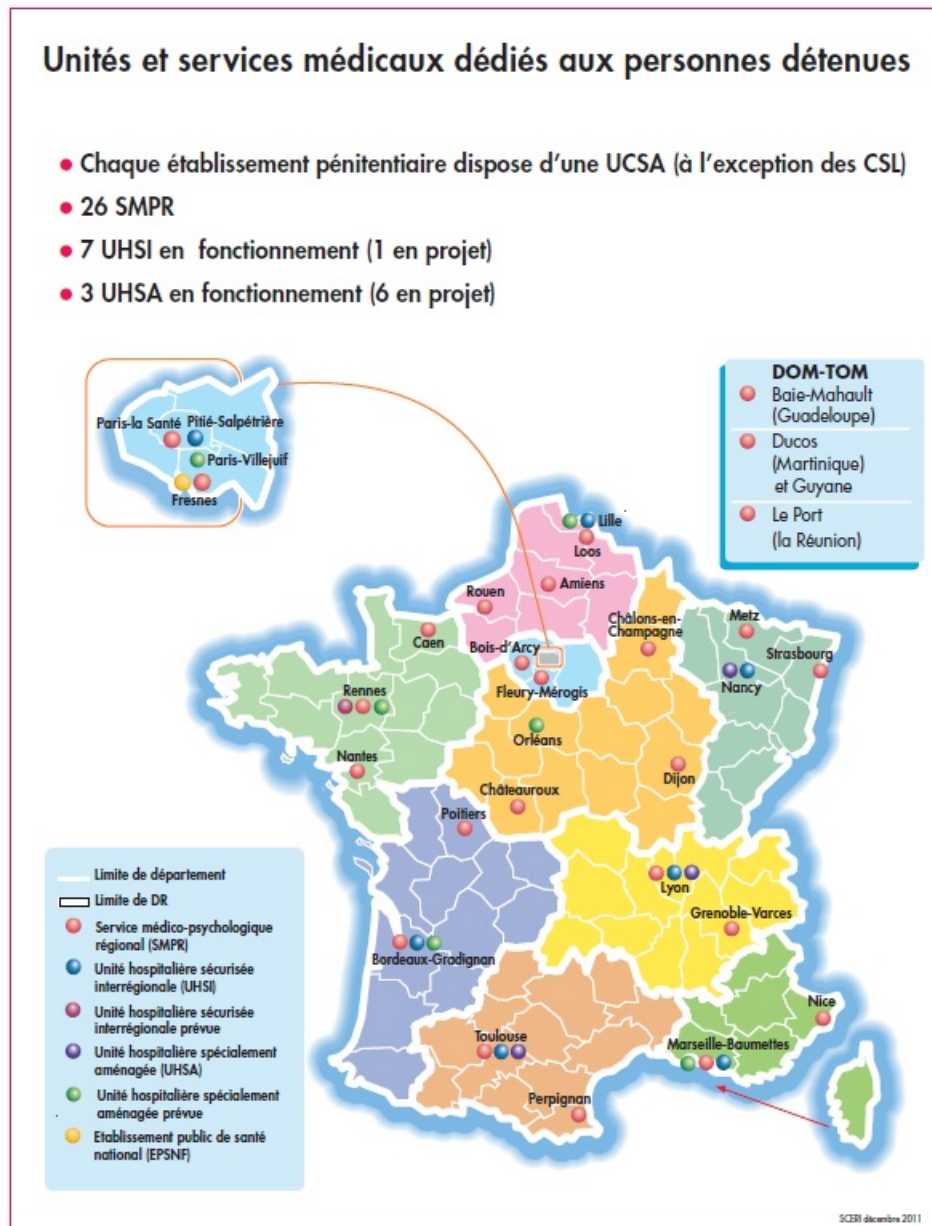 Unités et services médicaux dédiés aux personnes détenues
• Chaque établissement pénitentiaire dispose d'une UCSA (à l'exception des CSL)
• 26 SMPR
• 7 UHSI en fonctionnement (1 en projet)
• 3 UHSA en fonctionnement (6 en projet)
Paris-la Santé
Pitié-Salpétrière
Paris-Villejuif
Fresnes
DOM-TOM
Baie-Mahault
(Guadeloupe)
Ducos
(Martinique)
et Guyane
Le Port
(la Réunion)
Lille
Loos
Amiens
Rouen
Caen
Bois-d'Arcy
Fleury-Mérogis
Châlons-en-
Champagne
Metz
Strasbourg
Nancy
Rennes
Nantes
Orléans
Châteauroux
Dijon
Poitiers
Lyon
Grenoble-Varces
Bordeaux-Gradignan
Toulouse
Perpignan
Nice
Marseille-Baumettes
Limite de département
Limite de DR
Service médico-psychologique
régional (SMPR)
Unité hospitalière sécurisée
interrégionale (UHSI)
Unité hospitalière sécurisée
interrégionale prévue
Unité hospitalière spécialement
aménagée (UHSA)
Unité hospitalière spécialement
aménagée prévue
Etablissement public de santé
national (EPSNF)
SCERI décembre 2011